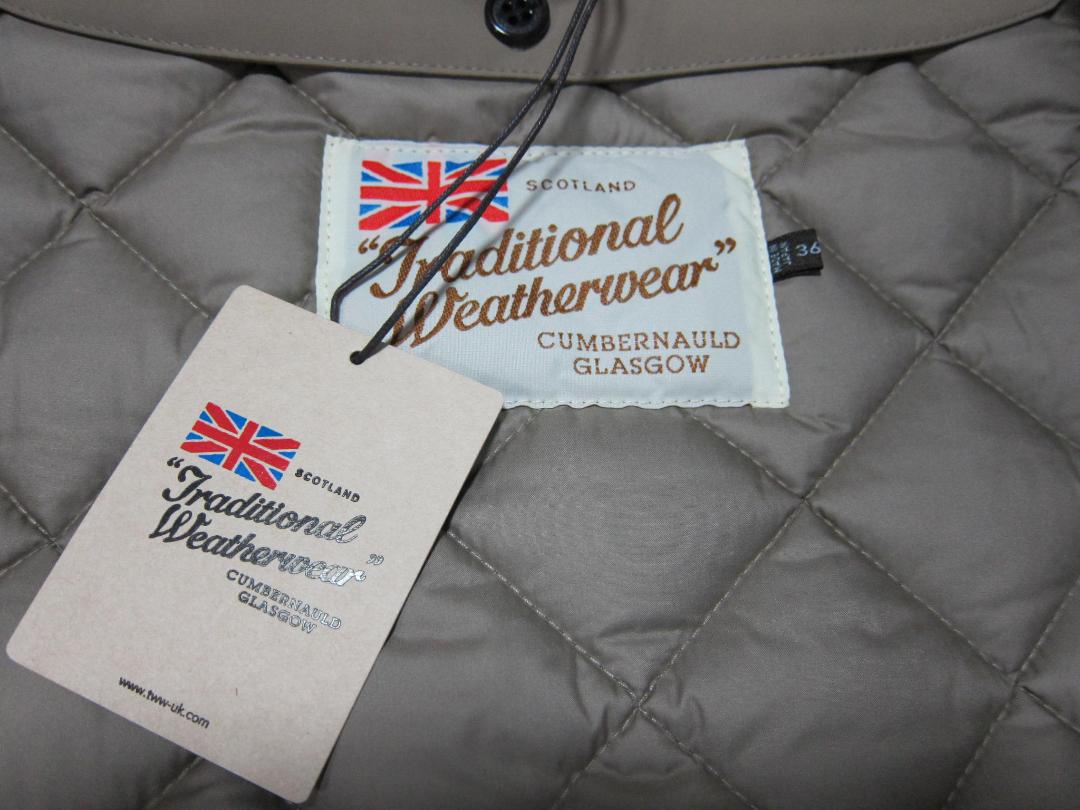 SCOTLAND
"Traditional
Weatherwear"
CUMBERNAULD
GLASGOW
36
SCOTLAND
"Traditional
Weatherwear"
CUMBERNAULD
GLASGOW
www.tww-uk.com